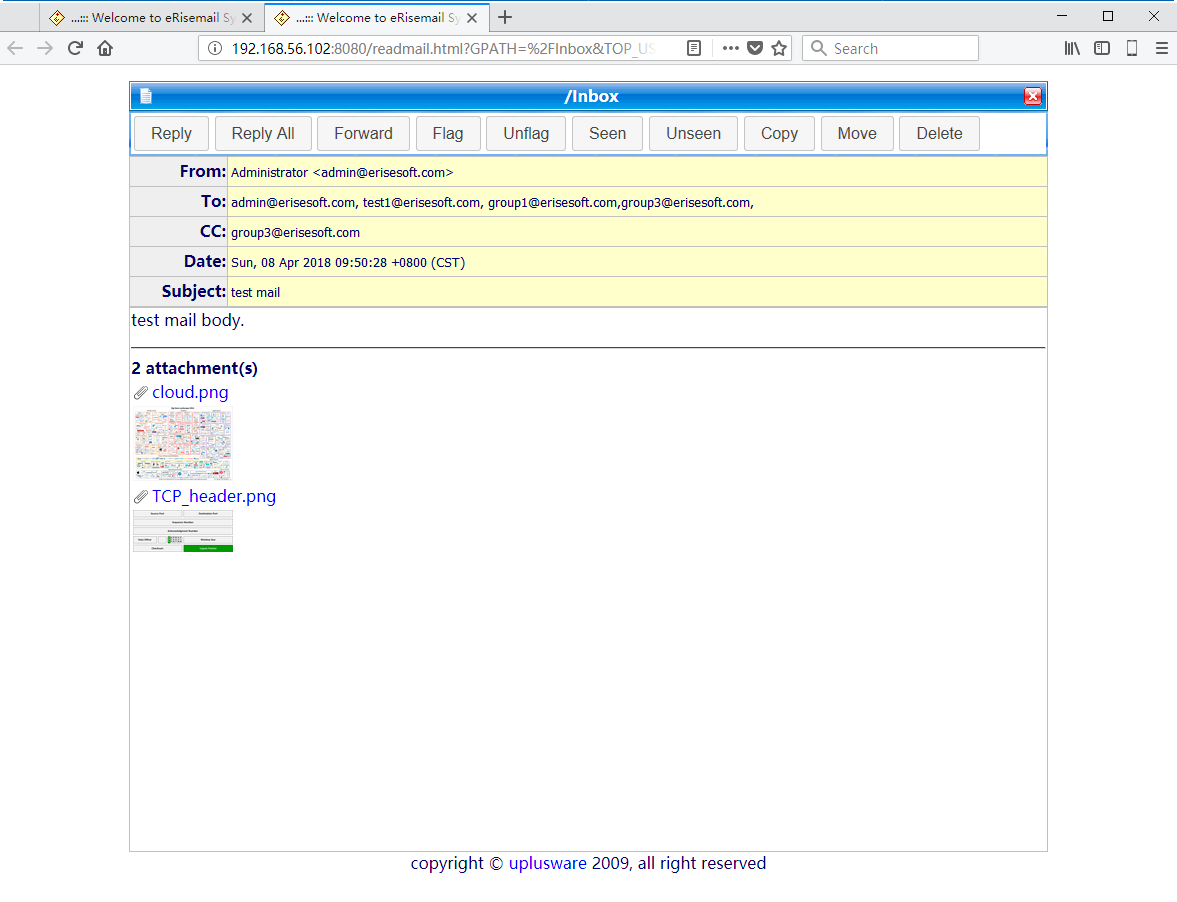 ...::: Welcome to eRisemail Sy
...::: Welcome to eRisemail Sy
192.168.56.102:8080/readmail.html?GPATH=%2FInbox&TOP_US
Search
/Inbox
Reply Reply All Forward Flag Unflag Seen Unseen Copy Move Delete
From: Administrator <admin@erisesoft.com>
To: admin@erisesoft.com, test1@erisesoft.com, group1@erisesoft.com,group3@erisesoft.com,
CC: group3@erisesoft.com
Date: Sun, 08 Apr 2018 09:50:28 +0800 (CST)
Subject: test mail
test mail body.
2 attachment(s)
cloud.png
TCP_header.png
copyright © uplusware 2009, all right reserved